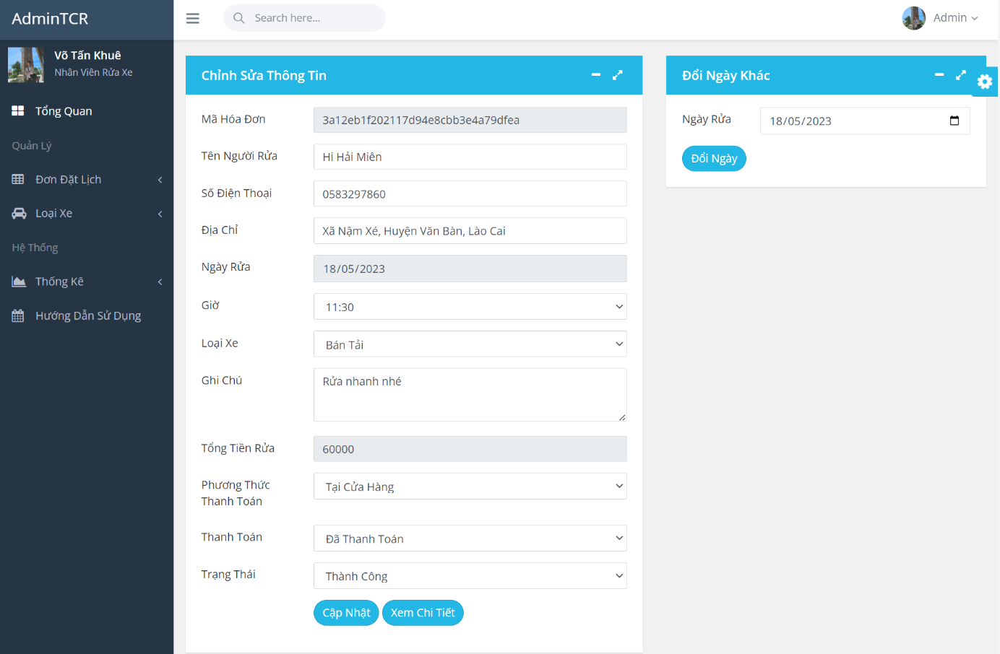 AdminTCR
Search here...
Admin
Võ Tấn Khuê
Nhân Viên Rửa Xe
Tổng Quan
Quản Lý
Đơn Đặt Lịch
Loại Xe
Hệ Thống
Thống Kê
Hướng Dẫn Sử Dụng
Chỉnh Sửa Thông Tin
Mã Hóa Đơn
3a12eb1f202117d94e8cbb3e4a79dfea
Tên Người Rửa
Hi Hải Miên
Số Điện Thoại
0583297860
Địa Chỉ
Xã Nậm Xé, Huyện Văn Bàn, Lào Cai
Ngày Rửa
18/05/2023
Giờ
11:30
Loại Xe
Bán Tải
Ghi Chú
Rửa nhanh nhé
Tổng Tiền Rửa
60000
Phương Thức
Thanh Toán
Tại Cửa Hàng
Thanh Toán
Đã Thanh Toán
Trạng Thái
Thành Công
Cập Nhật
Xem Chi Tiết
Đổi Ngày Khác
Ngày Rửa
18/05/2023
Đổi Ngày